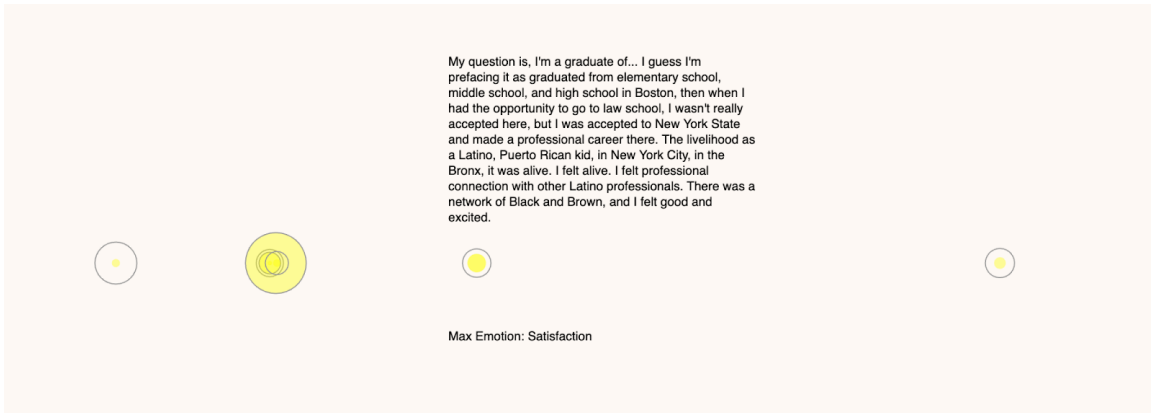 My question is, I'm a graduate of... I guess I'm
prefacing it as graduated from elementary school,
middle school, and high school in Boston, then when I
had the opportunity to go to law school, I wasn't really
accepted here, but I was accepted to New York State
and made a professional career there. The livelihood as
a Latino, Puerto Rican kid, in New York City, in the
Bronx, it was alive. I felt alive. I felt professional
connection with other Latino professionals. There was a
network of Black and Brown, and I felt good and
excited.
Max Emotion: Satisfaction